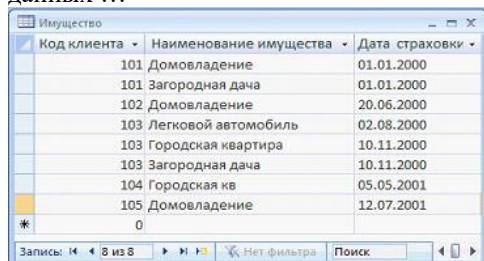 данных ...
Имущество
Код клиента Наименование имущества Дата страховки
101 Домовладение 01.01.2000
101 Загородная дача 01.01.2000
102 Домовладение 20.06.2000
103 Легковой автомобиль 02.08.2000
103 Городская квартира 10.11.2000
103 Загородная дача 10.11.2000
104 Городская кв 05.05.2001
105 Домовладение 12.07.2001
* 0
Запись: 8 из 8 Нет фильтра Поиск